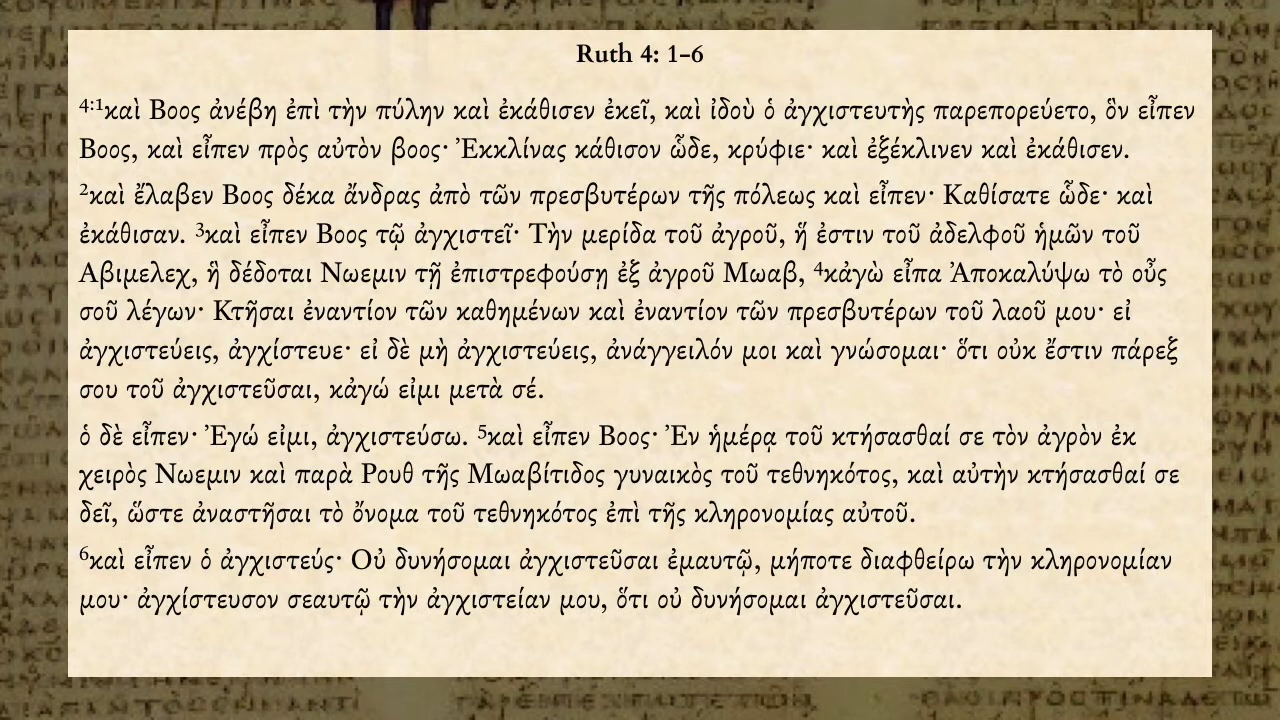 Ruth 4: 1–6
4:1καὶ Βοος ἀνέβη ἐπὶ τὴν πύλην καὶ ἐκάθισεν ἐκεῖ, καὶ ἰδοὺ ὁ ἀγχιστευτὴς παρεπορεύετο, ὃν εἶπεν
Βοος, καὶ εἶπεν πρὸς αὐτὸν βοος· Ἐκκλίνας κάθισον ὧδε, κρύφιε· καὶ ἐξέκλινεν καὶ ἐκάθισεν.
2καὶ ἔλαβεν Βοος δέκα ἄνδρας ἀπὸ τῶν πρεσβυτέρων τῆς πόλεως καὶ εἶπεν· Καθίσατε ὧδε· καὶ
ἐκάθισαν. 3καὶ εἶπεν Βοος τῷ ἀγχιστεῖ· Τὴν μερίδα τοῦ ἀγροῦ, ἥ ἐστιν τοῦ ἀδελφοῦ ἡμῶν τοῦ
Αβιμελεχ, ἣ δέδοται Νωεμιν τῇ ἐπιστρεφούσῃ ἐξ ἀγροῦ Μωαβ, 4κἀγὼ εἶπα Ἀποκαλύψω τὸ οὖς
σοῦ λέγων· Κτῆσαι ἐναντίον τῶν καθημένων καὶ ἐναντίον τῶν πρεσβυτέρων τοῦ λαοῦ μου· εἰ
ἀγχιστεύεις, ἀγχίστευε· εἰ δὲ μὴ ἀγχιστεύεις, ἀνάγγειλόν μοι καὶ γνώσομαι· ὅτι οὐκ ἔστιν πάρεξ
σου τοῦ ἀγχιστεῦσαι, κἀγώ εἰμι μετὰ σέ.
ὁ δὲ εἶπεν· Ἐγώ εἰμι, ἀγχιστεύσω. 5καὶ εἶπεν Βοος· Ἐν ἡμέρᾳ τοῦ κτήσασθαί σε τὸν ἀγρὸν ἐκ
χειρὸς Νωεμιν καὶ παρὰ Ρουθ τῆς Μωαβίτιδος γυναικὸς τοῦ τεθνηκότος, καὶ αὐτὴν κτήσασθαί σε
δεῖ, ὥστε ἀναστῆσαι τὸ ὄνομα τοῦ τεθνηκότος ἐπὶ τῆς κληρονομίας αὐτοῦ.
6καὶ εἶπεν ὁ ἀγχιστεύς· Οὐ δυνήσομαι ἀγχιστεῦσαι ἐμαυτῷ, μήποτε διαφθείρω τὴν κληρονομίαν
μου· ἀγχίστευσον σεαυτῷ τὴν ἀγχιστείαν μου, ὅτι οὐ δυνήσομαι ἀγχιστεῦσαι.